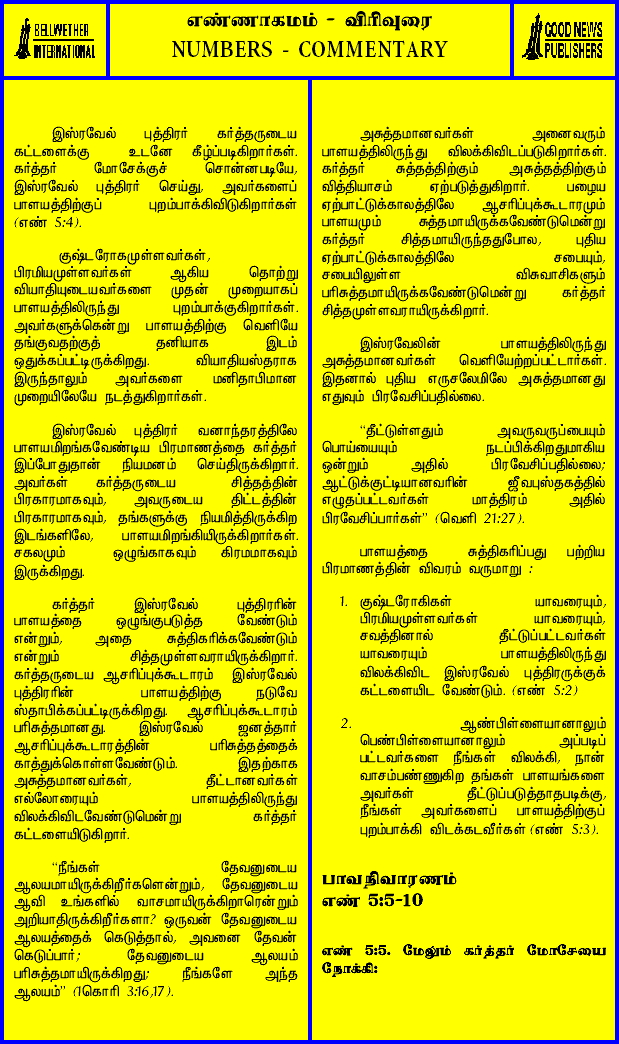 BELLWETHER
INTERNATIONAL
எண்ணாகமம் - விரிவுரை
NUMBERS - COMMENTARY
GOOD NEWS
PUBLISHERS
இஸ்ரவேல் புத்திரர் கர்த்தருடைய
கட்டளைக்கு உடனே கீழ்ப்படிகிறார்கள்.
கர்த்தர் மோசேக்குச் சொன்னபடியே,
இஸ்ரவேல் புத்திரர் செய்து, அவர்களைப்
பாளயத்திற்குப் புறம்பாக்கிவிடுகிறார்கள்
(எண் 5:4).
குஷ்டரோகமுள்ளவர்கள்,
பிரமியமுள்ளவர்கள் ஆகிய தொற்று
வியாதியுடையவர்களை முதன் முறையாகப்
பாளயத்திலிருந்து புறம்பாக்குகிறார்கள்.
அவர்களுக்கென்று பாளயத்திற்கு வெளியே
தங்குவதற்குத் தனியாக இடம்
ஒதுக்கப்பட்டிருக்கிறது. வியாதியஸ்தராக
இருந்தாலும் அவர்களை மனிதாபிமான
முறையிலேயே நடத்துகிறார்கள்.
இஸ்ரவேல் புத்திரர் வனாந்தரத்திலே
பாளயமிறங்கவேண்டிய பிரமாணத்தை கர்த்தர்
இப்போதுதான் நியமனம் செய்திருக்கிறார்.
அவர்கள் கர்த்தருடைய சித்தத்தின்
பிரகாரமாகவும், அவருடைய திட்டத்தின்
பிரகாரமாகவும், தங்களுக்கு நியமித்திருக்கிற
இடங்களிலே, பாளயமிறங்கியிருக்கிறார்கள்.
சகலமும் ஒழுங்காகவும் கிரமமாகவும்
இருக்கிறது.
கர்த்தர் இஸ்ரவேல் புத்திரரின்
பாளயத்தை ஒழுங்குபடுத்த வேண்டும்
என்றும், அதை சுத்திகரிக்கவேண்டும்
என்றும் சித்தமுள்ளவராயிருக்கிறார்.
கர்த்தருடைய ஆசரிப்புக்கூடாரம் இஸ்ரவேல்
புத்திரரின் பாளயத்திற்கு நடுவே
ஸ்தாபிக்கப்பட்டிருக்கிறது. ஆசரிப்புக்கூடாரம்
பரிசுத்தமானது. இஸ்ரவேல் ஜனத்தார்
ஆசரிப்புக்கூடாரத்தின் பரிசுத்தத்தைக்
காத்துக்கொள்ளவேண்டும். இதற்காக
அசுத்தமானவர்கள், தீட்டானவர்கள்
எல்லோரையும் பாளயத்திலிருந்து
விலக்கிவிடவேண்டுமென்று கர்த்தர்
கட்டளையிடுகிறார்.
“நீங்கள் தேவனுடைய
ஆலயமாயிருக்கிறீர்களென்றும், தேவனுடைய
ஆவி உங்களில் வாசமாயிருக்கிறாரென்றும்
அறியாதிருக்கிறீர்களா? ஒருவன் தேவனுடைய
ஆலயத்தைக் கெடுத்தால், அவனை தேவன்
கெடுப்பார்; தேவனுடைய ஆலயம்
பரிசுத்தமாயிருக்கிறது; நீங்களே அந்த
ஆலயம்” (1கொரி 3:16,17).
அசுத்தமானவர்கள் அனைவரும்
பாளயத்திலிருந்து விலக்கிவிடப்படுகிறார்கள்.
கர்த்தர் சுத்தத்திற்கும் அசுத்தத்திற்கும்
வித்தியாசம் ஏற்படுத்துகிறார். பழைய
ஏற்பாட்டுக்காலத்திலே ஆசரிப்புக்கூடாரமும்
பாளயமும் சுத்தமாயிருக்கவேண்டுமென்று
கர்த்தர் சித்தமாயிருந்ததுபோல, புதிய
ஏற்பாட்டுக்காலத்திலே சபையும்,
சபையிலுள்ள விசுவாசிகளும்
பரிசுத்தமாயிருக்கவேண்டுமென்று கர்த்தர்
சித்தமுள்ளவராயிருக்கிறார்.
இஸ்ரவேலின் பாளயத்திலிருந்து
அசுத்தமானவர்கள் வெளியேற்றப்பட்டார்கள்.
இதனால் புதிய எருசலேமிலே அசுத்தமானது
எதுவும் பிரவேசிப்பதில்லை.
“தீட்டுள்ளதும் அவருவருப்பையும்
பொய்யையும் நடப்பிக்கிறதுமாகிய
ஒன்றும் அதில் பிரவேசிப்பதில்லை;
ஆட்டுக்குட்டியானவரின் ஜீவபுஸ்தகத்தில்
எழுதப்பட்டவர்கள் மாத்திரம் அதில்
பிரவேசிப்பார்கள்” (வெளி 21:27).
பாளயத்தை சுத்திகரிப்பது பற்றிய
பிரமாணத்தின் விவரம் வருமாறு :
1. குஷ்டரோகிகள் யாவரையும்,
பிரமியமுள்ளவர்கள் யாவரையும்,
சவத்தினால் தீட்டுப்பட்டவர்கள்
யாவரையும் பாளயத்திலிருந்து
விலக்கிவிட இஸ்ரவேல் புத்திரருக்குக்
கட்டளையிட வேண்டும். (எண் 5:2)
2. ஆண்பிள்ளையானாலும்
பெண்பிள்ளையானாலும் அப்படிப்
பட்டவர்களை நீங்கள் விலக்கி, நான்
வாசம்பண்ணுகிற தங்கள் பாளயங்களை
அவர்கள் தீட்டுப்படுத்தாதபடிக்கு,
நீங்கள் அவர்களைப் பாளயத்திற்குப்
புறம்பாக்கி விடக்கடவீர்கள் (எண் 5:3).
பாவநிவாரணம்
எண் 5:5-10
எண் 5:5. மேலும் கர்த்தர் மோசேயை
நோக்கி: